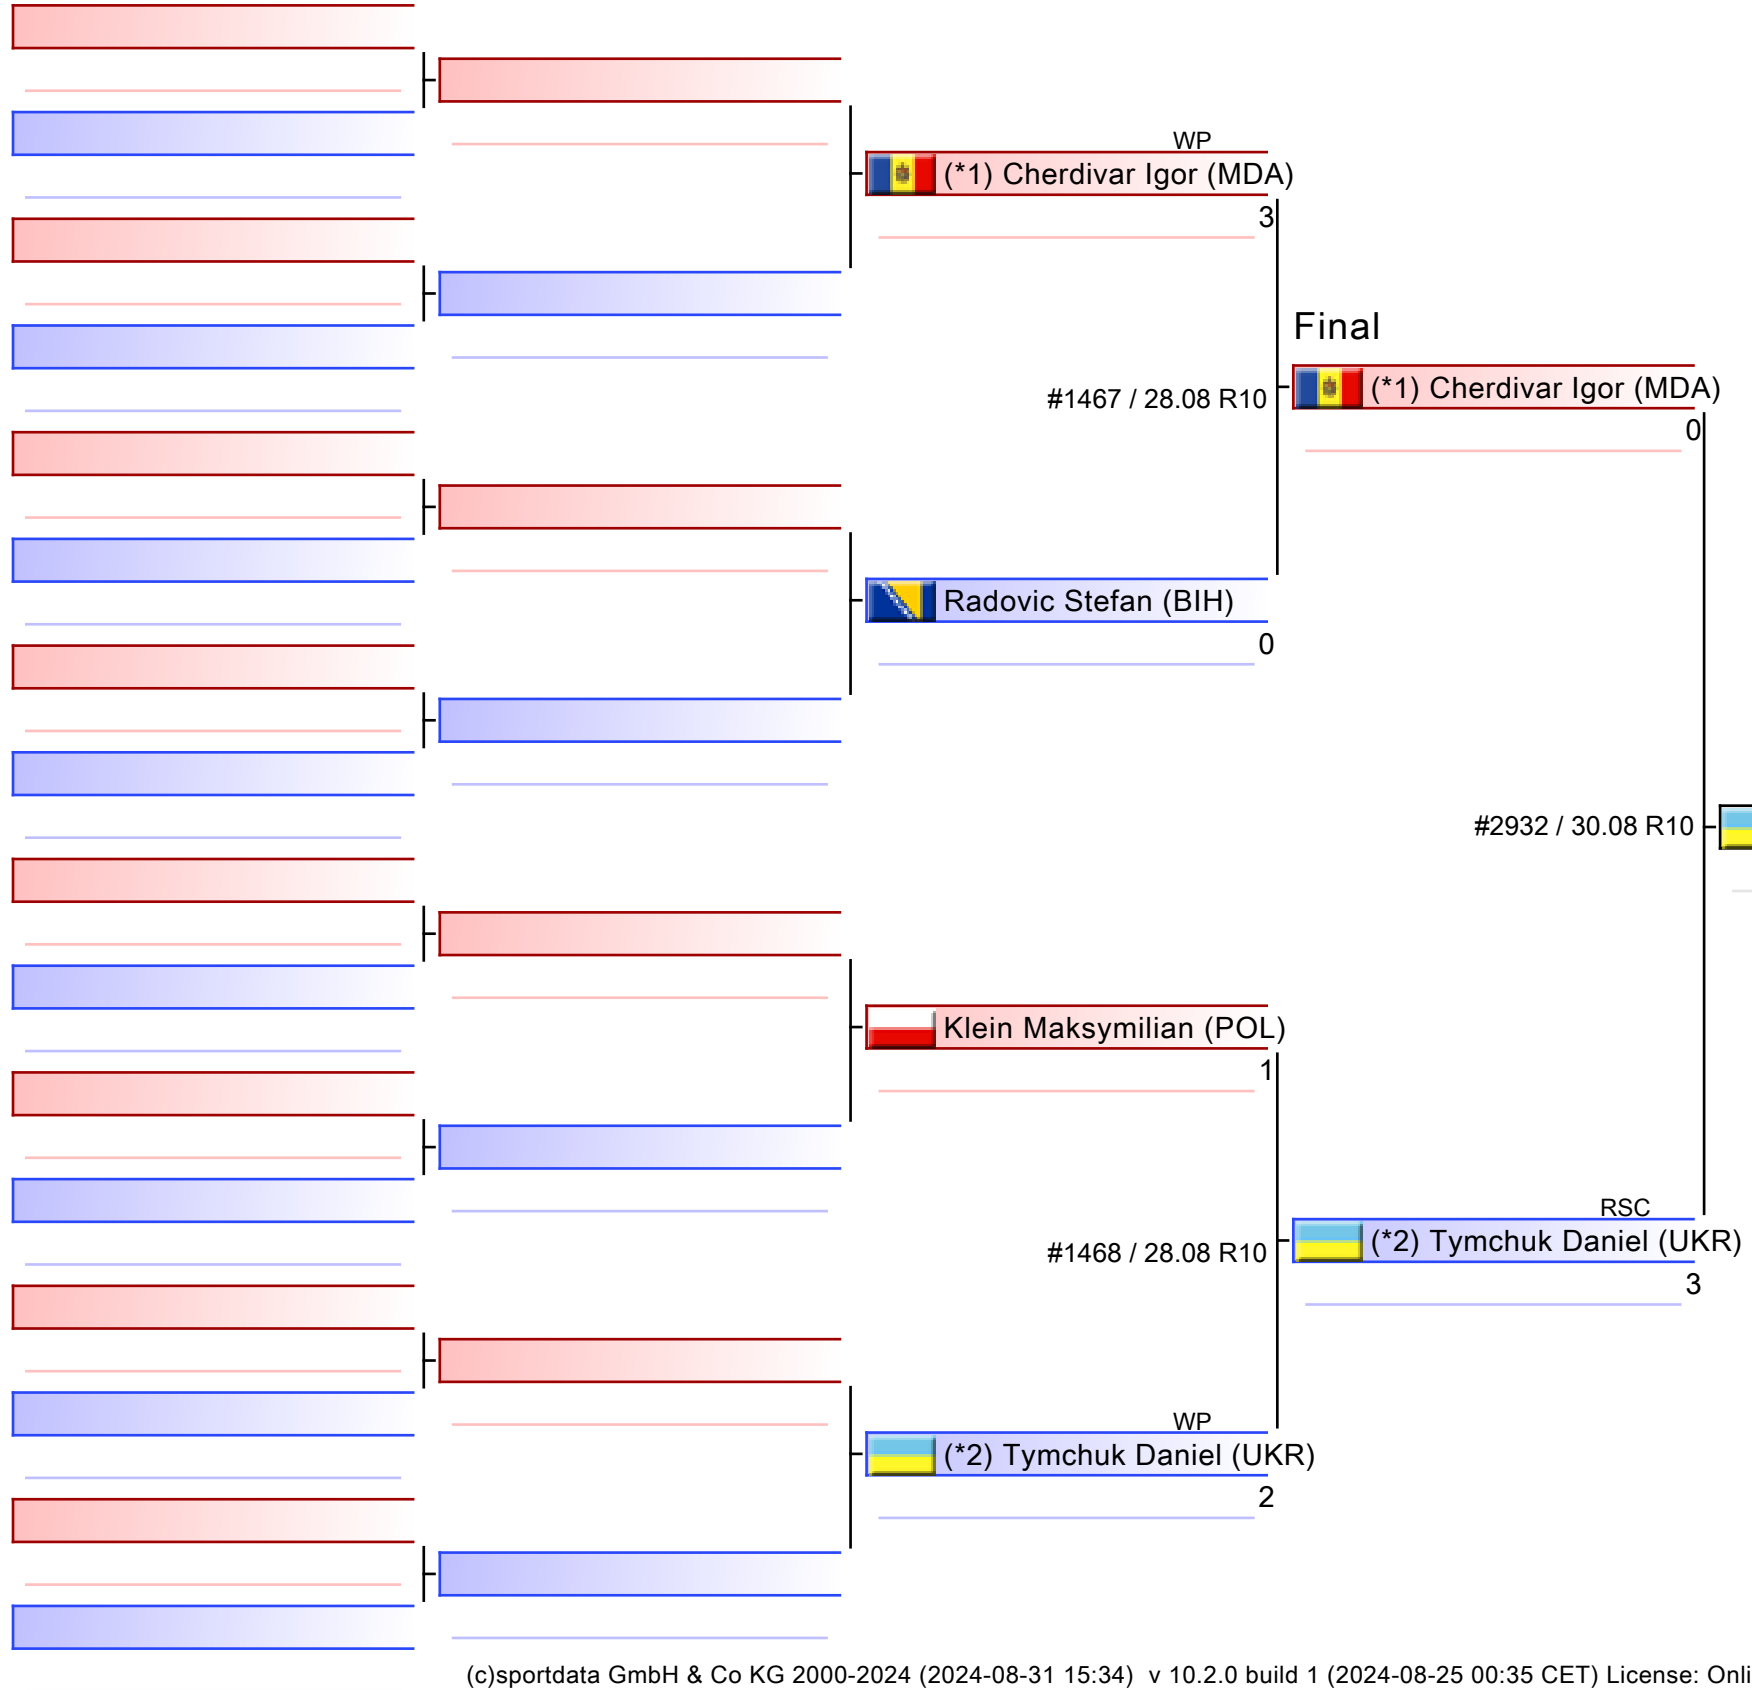 WP
(*1) Cherdivar Igor (MDA)
3
Final
#1467 / 28.08 R10
(*1) Cherdivar Igor (MDA)
0
Radovic Stefan (BIH)
0
#2932 / 30.08 R10
Klein Maksymilian (POL)
1
RSC
#1468 / 28.08 R10
(*2) Tymchuk Daniel (UKR)
3
WP
(*2) Tymchuk Daniel (UKR)
2
(c)sportdata GmbH & Co KG 2000-2024 (2024-08-31 15:34) v 10.2.0 build 1 (2024-08-25 00:35 CET) License: Onli